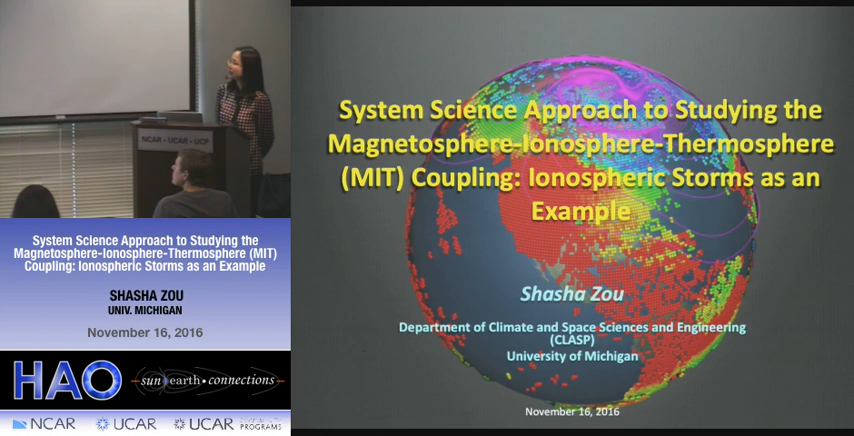 NCAR - UCAR - UCP
System Science Approach to Studying the
Magnetosphere-Ionosphere-Thermosphere (MIT)
Coupling: Ionospheric Storms as an Example
SHASHA ZOU
UNIV. MICHIGAN
November 16, 2016
HAO
sun earth • connections
NCAR
UCAR
UCAR PROGRAMS
System Science Approach to Studying the
Magnetosphere-Ionosphere-Thermosphere
(MIT) Coupling: Ionospheric Storms as an
Example
Shasha Zou
Department of Climate and Space Sciences and Engineering
(CLASP)
University of Michigan
November 16, 2016